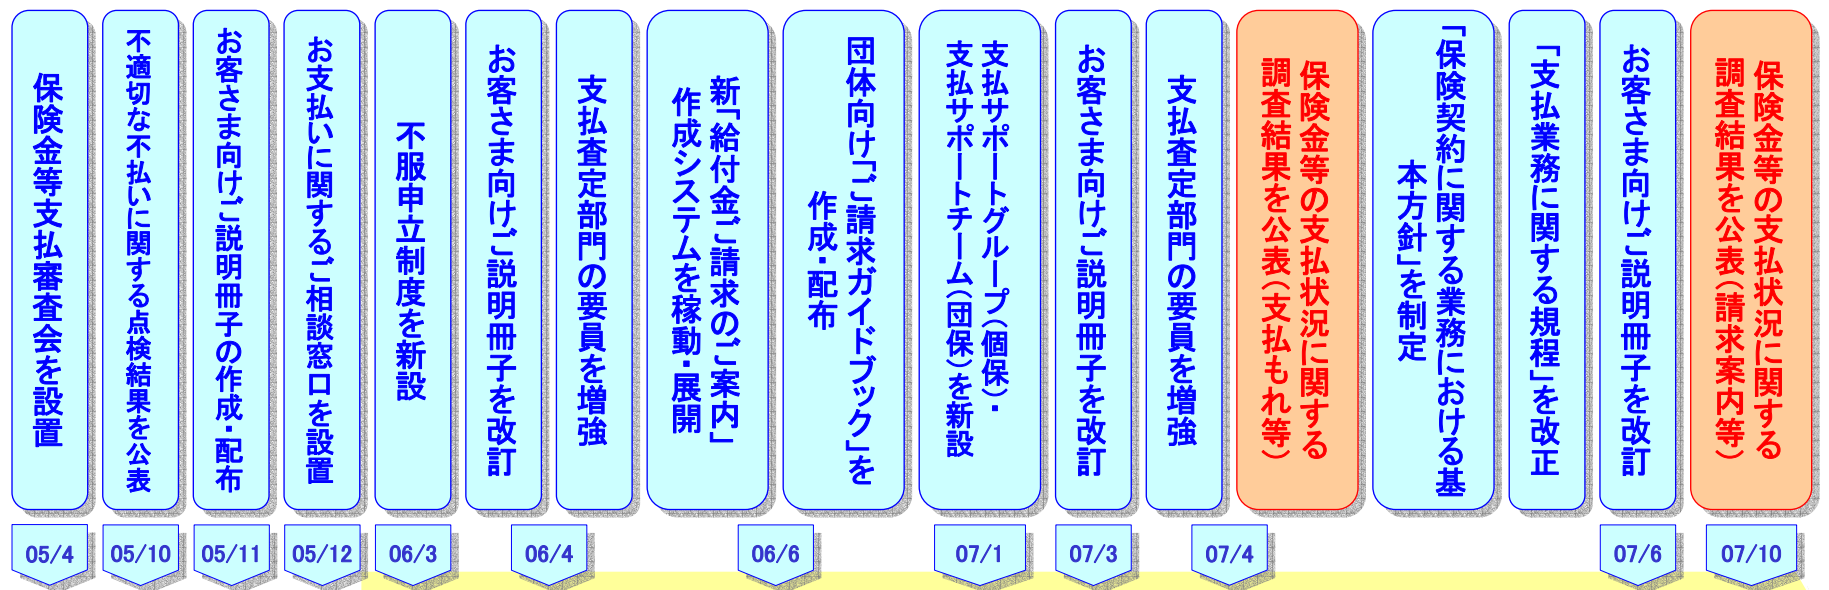 保険金等支払審査会を設置
不適切な不払いに関する点検結果を公表
お客さま向けご説明冊子の作成・配布
お支払いに関するご相談窓口を設置
不服申立制度を新設
お客さま向けご説明冊子を改訂
支払査定部門の要員を増強
新「給付金ご請求のご案内」
作成システムを稼動・展開
団体向け「ご請求ガイドブック」を
作成・配布
支払サポートグループ(個保)・
支払サポートチーム(団保)を新設
お客さま向けご説明冊子を改訂
支払査定部門の要員を増強
保険金等の支払状況に関する
調査結果を公表(支払もれ等)
「保険契約に関する業務における基
本方針」を制定
「支払業務に関する規程」を改正
お客さま向けご説明冊子を改訂
保険金等の支払状況に関する
調査結果を公表(請求案内等)
05/4
05/10
05/11
05/12
06/3
06/4
06/6
07/1
07/3
07/4
07/6
07/10